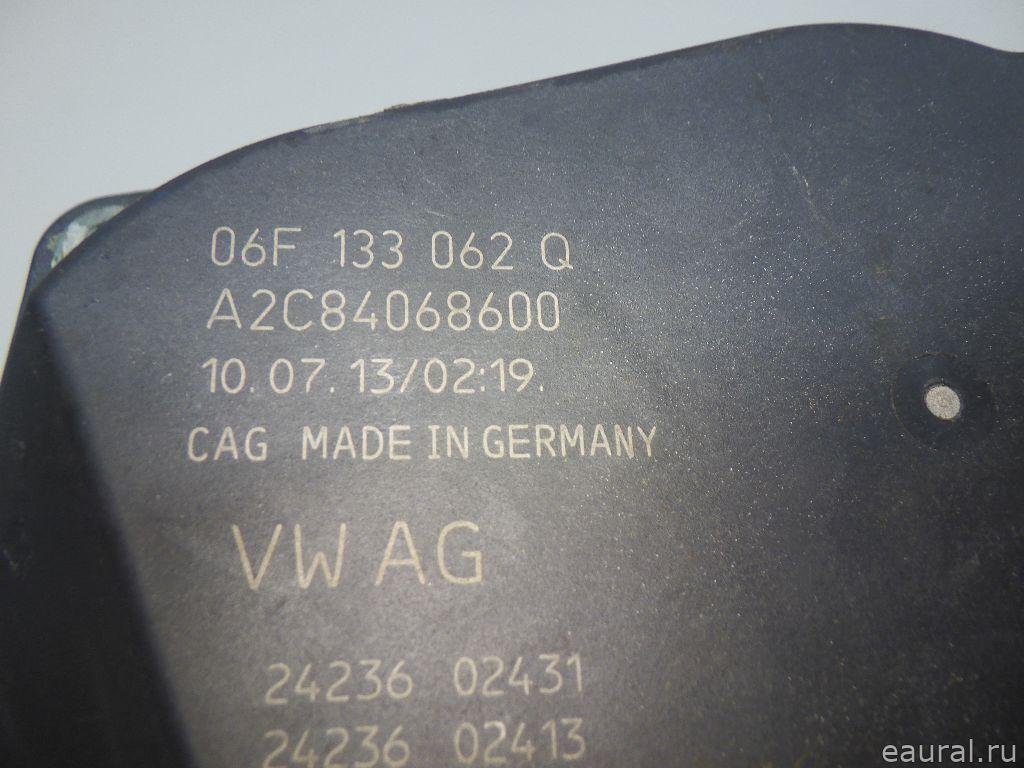 06F 133 062 Q
A2C84068600
10.07.13/02:19.
CAG MADE IN GERMANY
VW AG
24236 02431
24236 02413
eaural.ru